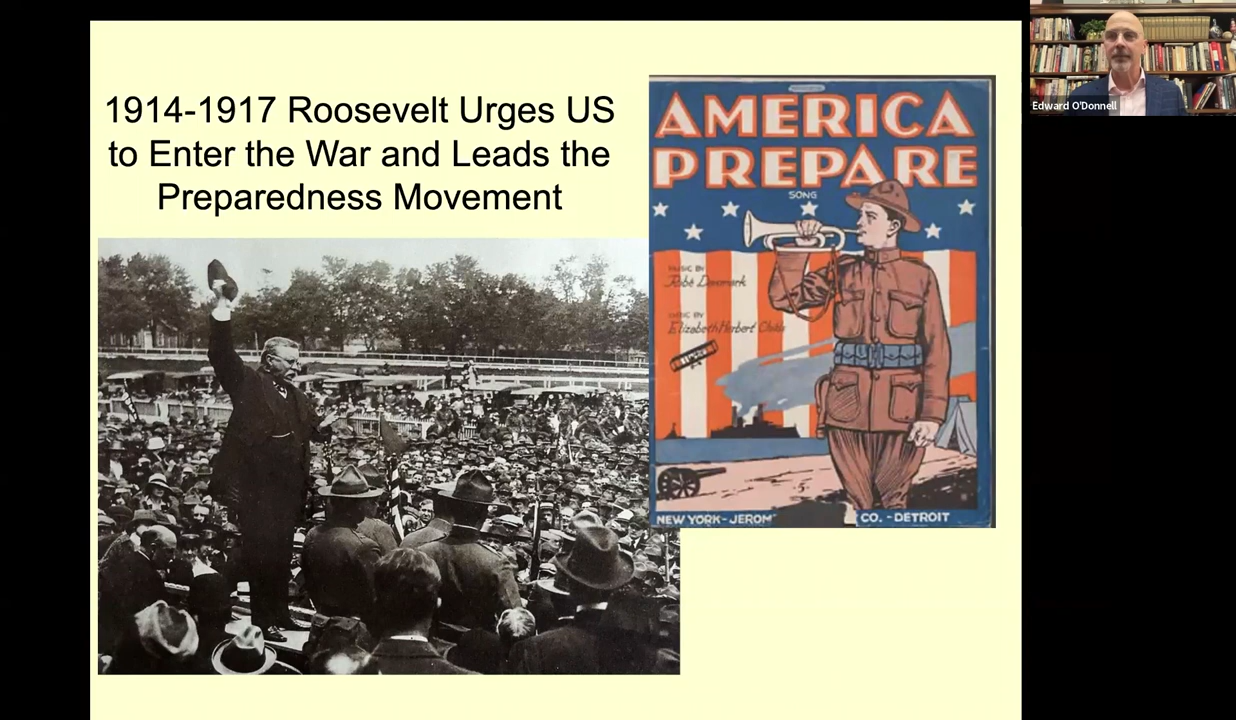 1914-1917 Roosevelt Urges US
to Enter the War and Leads the
Preparedness Movement
AMERICA
PREPARE
SONG
MUSIC BY
Robt Denmark
LYRIC BY
Elizabeth Herbert Childs
NEW YORK - JEROM
CO. - DETROIT
Edward O'Donnell